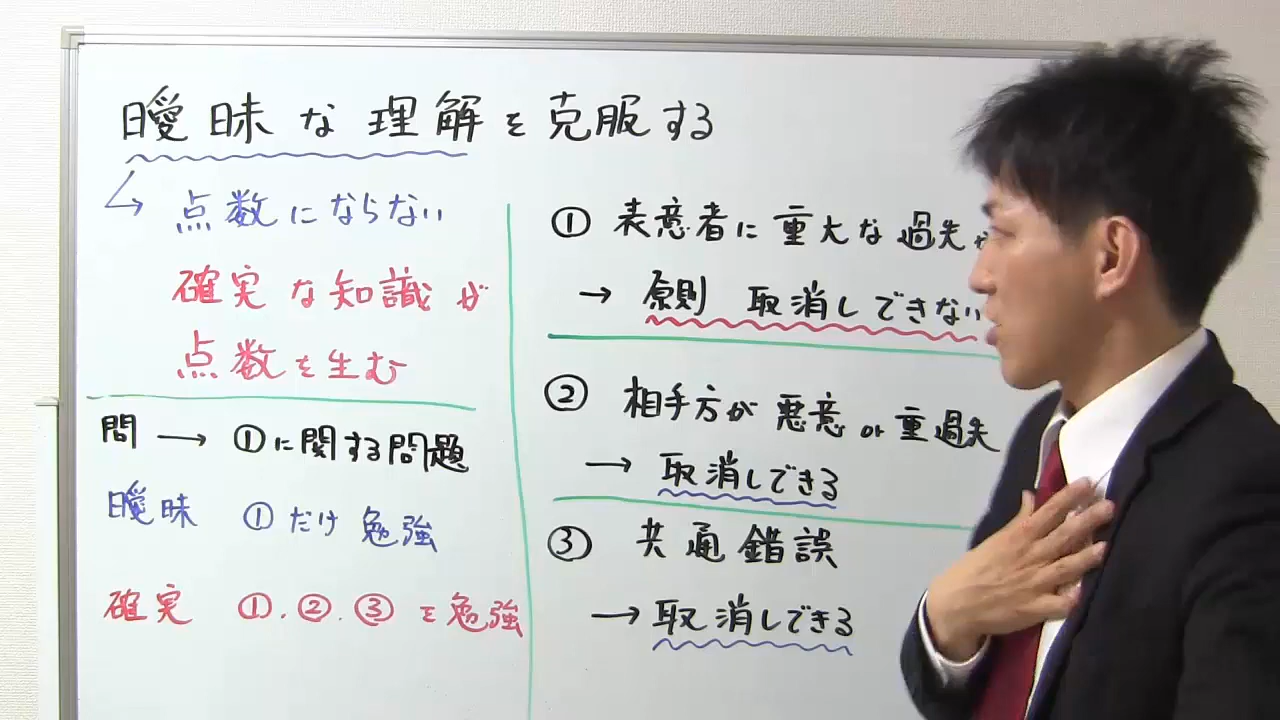 曖昧な理解を克服する
↳ 点数にならない
確実な知識が
点数を生む
問 → ①に関する問題
曖昧 ①だけ勉強
確実 ①.②.③を勉強
① 表意者に重大な過失
→ 原則 取消しできない
② 相手方が悪意 or 重過失
→ 取消しできる
③ 共通錯誤
→ 取消しできる